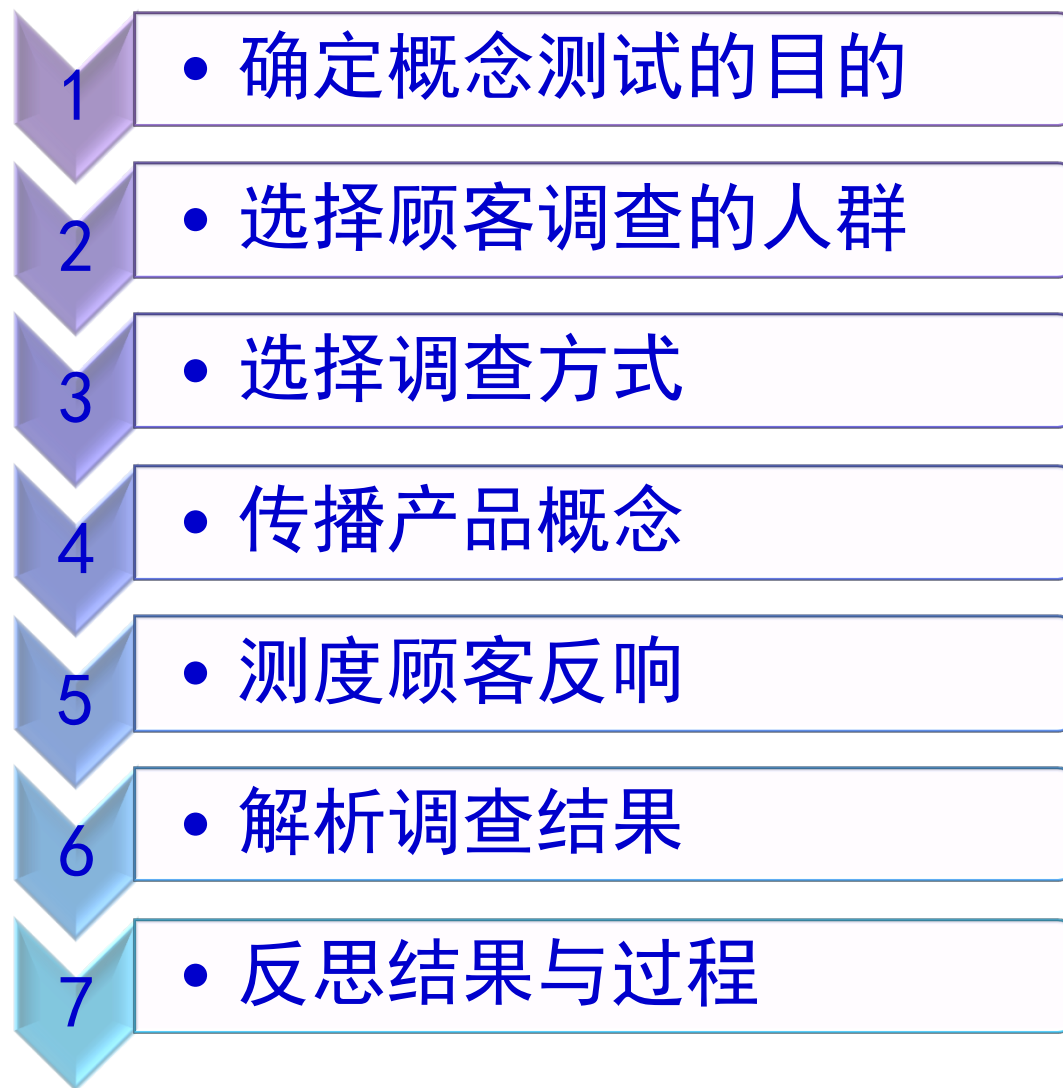 1
• 确定概念测试的目的
2
• 选择顾客调查的人群
3
• 选择调查方式
4
• 传播产品概念
5
• 测度顾客反响
6
• 解析调查结果
7
• 反思结果与过程